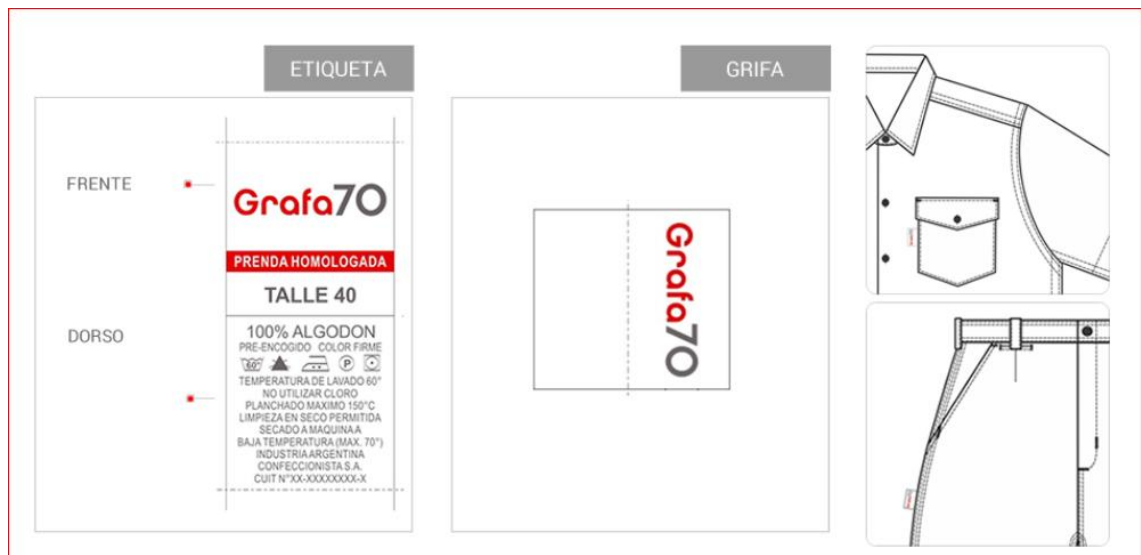 ETIQUETA
FRENTE
Grafa70
PRENDA HOMOLOGADA
TALLE 40
DORSO
100% ALGODON
PRE-ENCOGIDO COLOR FIRME
60° P
TEMPERATURA DE LAVADO 60°
NO UTILIZAR CLORO
PLANCHADO MAXIMO 150°C
LIMPIEZA EN SECO PERMITIDA
SECADO A MAQUINA A
BAJA TEMPERATURA (MAX. 70°)
INDUSTRIA ARGENTINA
CONFECCIONISTA S.A.
CUIT N°XX-XXXXXXXX-X
GRIFA
Grafa70
Grafa70